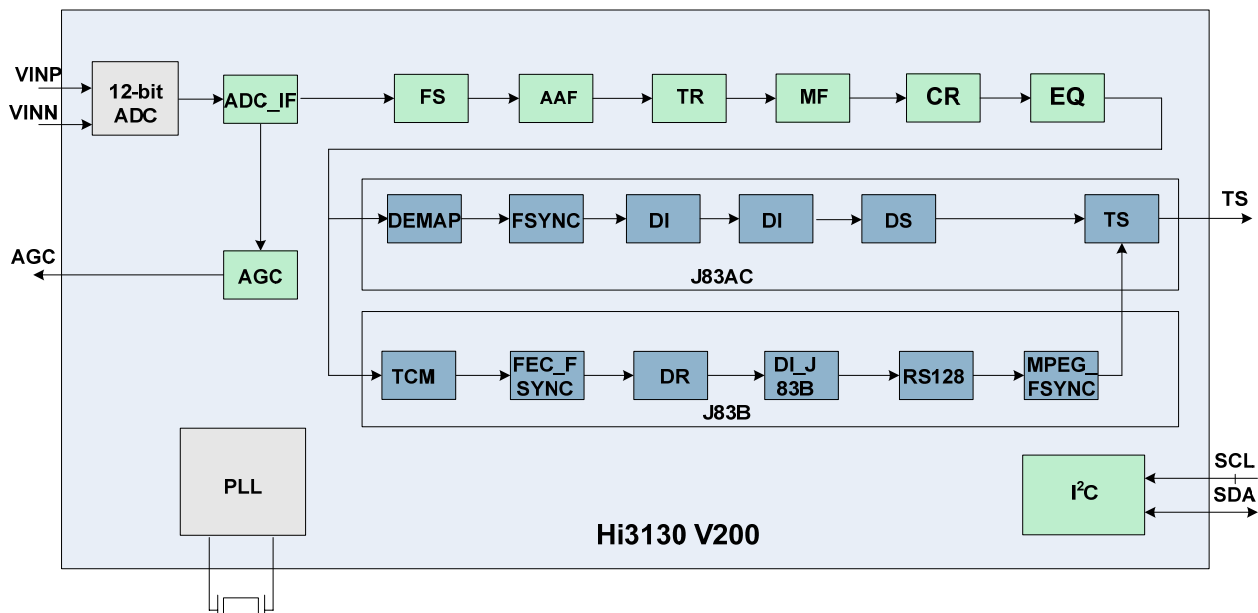 VINP
VINN
12-bit
ADC
ADC_IF
FS
AAF
TR
MF
CR
EQ
DEMAP
FSYNC
DI
DI
DS
TS
TS
J83AC
AGC
AGC
TCM
FEC_F
SYNC
DR
DI_J
83B
RS128
MPEG_
FSYNC
J83B
PLL
I²C
SCL
SDA
Hi3130 V200